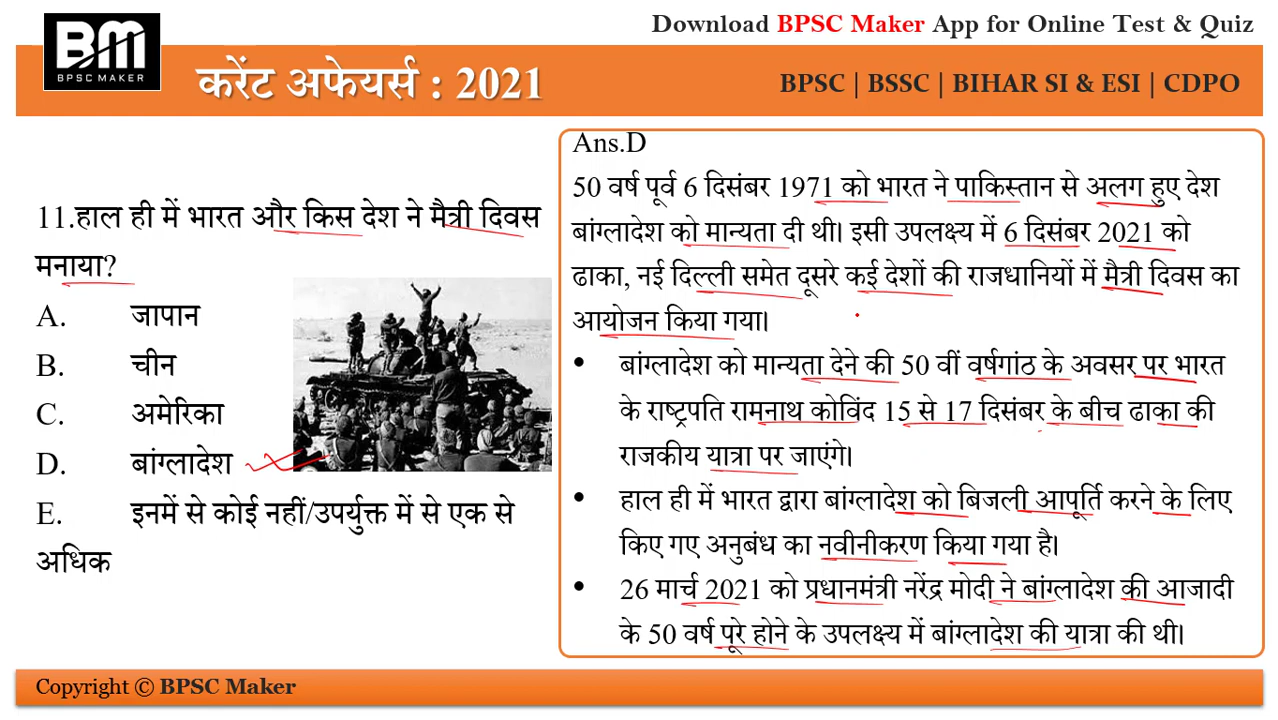 Download BPSC Maker App for Online Test & Quiz
BM
BPSC MAKER
करेंट अफेयर्स : 2021
BPSC | BSSC | BIHAR SI & ESI | CDPO
11.हाल ही में भारत और किस देश ने मैत्री दिवस
मनाया?
A. जापान
B. चीन
C. अमेरिका
D. बांग्लादेश
E. इनमें से कोई नहीं/उपर्युक्त में से एक से
अधिक
Ans.D
50 वर्ष पूर्व 6 दिसंबर 1971 को भारत ने पाकिस्तान से अलग हुए देश
बांग्लादेश को मान्यता दी थी। इसी उपलक्ष्य में 6 दिसंबर 2021 को
ढाका, नई दिल्ली समेत दूसरे कई देशों की राजधानियों में मैत्री दिवस का
आयोजन किया गया।
• बांग्लादेश को मान्यता देने की 50 वीं वर्षगांठ के अवसर पर भारत
के राष्ट्रपति रामनाथ कोविंद 15 से 17 दिसंबर के बीच ढाका की
राजकीय यात्रा पर जाएंगे।
• हाल ही में भारत द्वारा बांग्लादेश को बिजली आपूर्ति करने के लिए
किए गए अनुबंध का नवीनीकरण किया गया है।
• 26 मार्च 2021 को प्रधानमंत्री नरेंद्र मोदी ने बांग्लादेश की आजादी
के 50 वर्ष पूरे होने के उपलक्ष्य में बांग्लादेश की यात्रा की थी।
Copyright © BPSC Maker